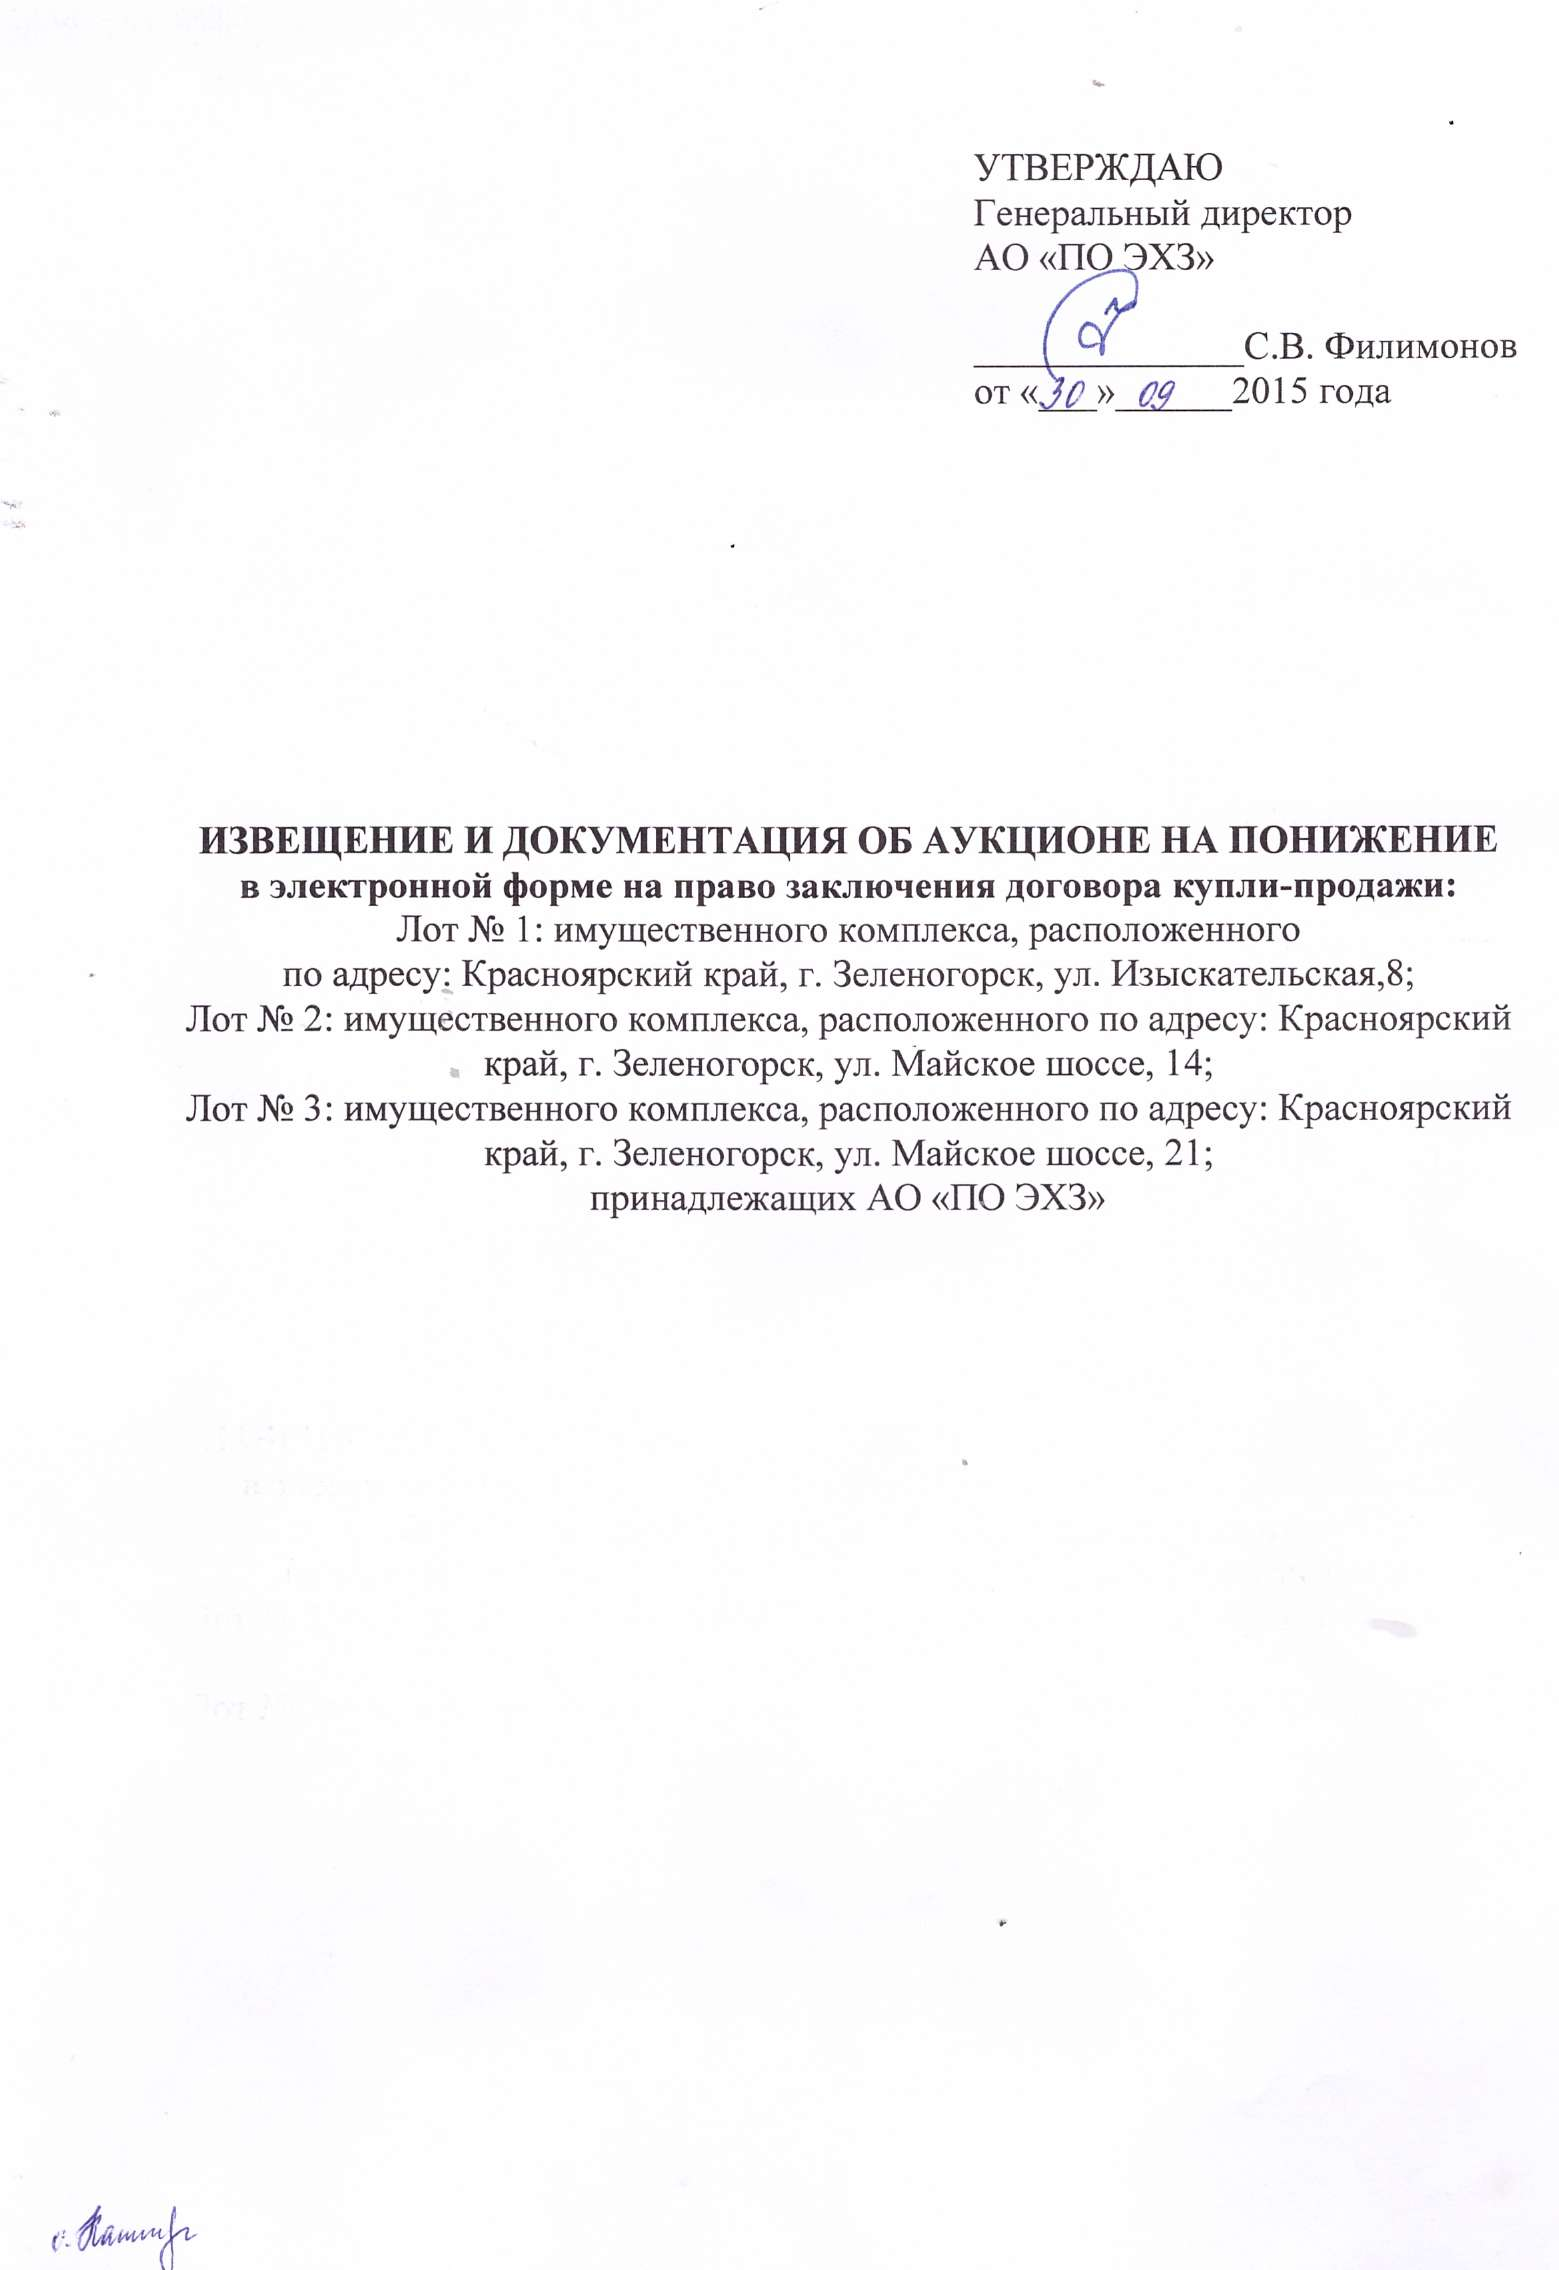 УТВЕРЖДАЮ
Генеральный директор
АО «ПО ЭХЗ»
С.В. Филимонов
от «30» 09 2015 года
ИЗВЕЩЕНИЕ И ДОКУМЕНТАЦИЯ ОБ АУКЦИОНЕ НА ПОНИЖЕНИЕ
в электронной форме на право заключения договора купли-продажи:
Лот № 1: имущественного комплекса, расположенного
по адресу: Красноярский край, г. Зеленогорск, ул. Изыскательская,8;
Лот № 2: имущественного комплекса, расположенного по адресу: Красноярский
край, г. Зеленогорск, ул. Майское шоссе, 14;
Лот № 3: имущественного комплекса, расположенного по адресу: Красноярский
край, г. Зеленогорск, ул. Майское шоссе, 21;
принадлежащих АО «ПО ЭХЗ»